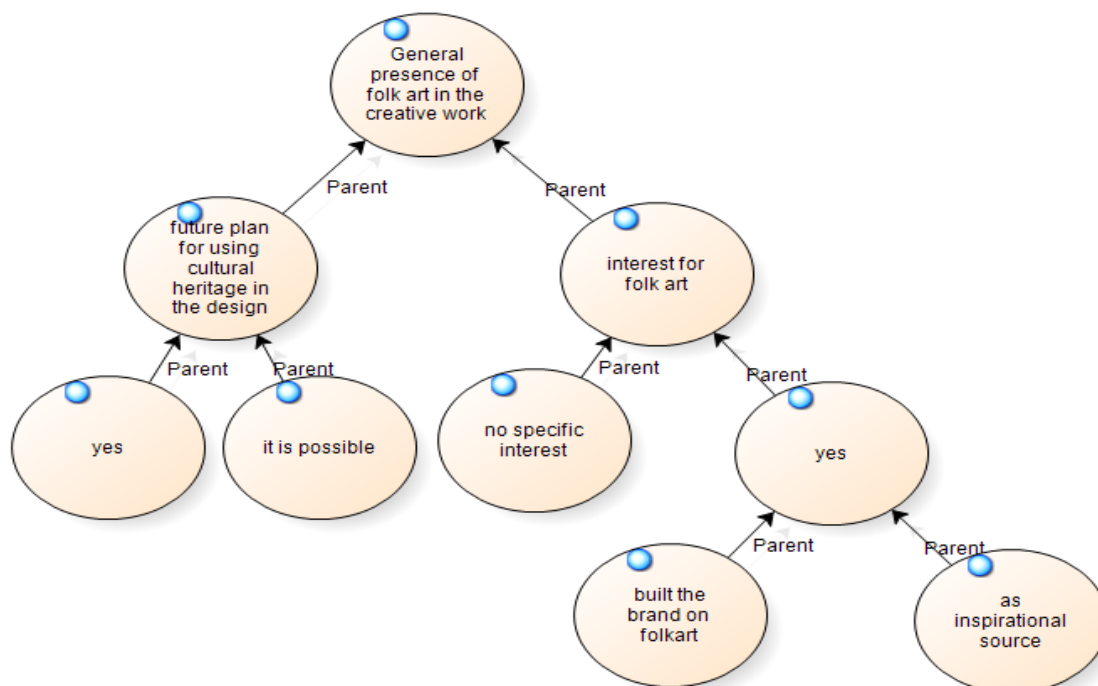 General
presence of
folk art in the
creative work
Parent
Parent
future plan
for using
cultural
heritage in
the design
interest for
folk art
Parent
Parent
Parent
Parent
yes
it is possible
no specific
interest
yes
Parent
Parent
built the
brand on
folkart
as
inspirational
source